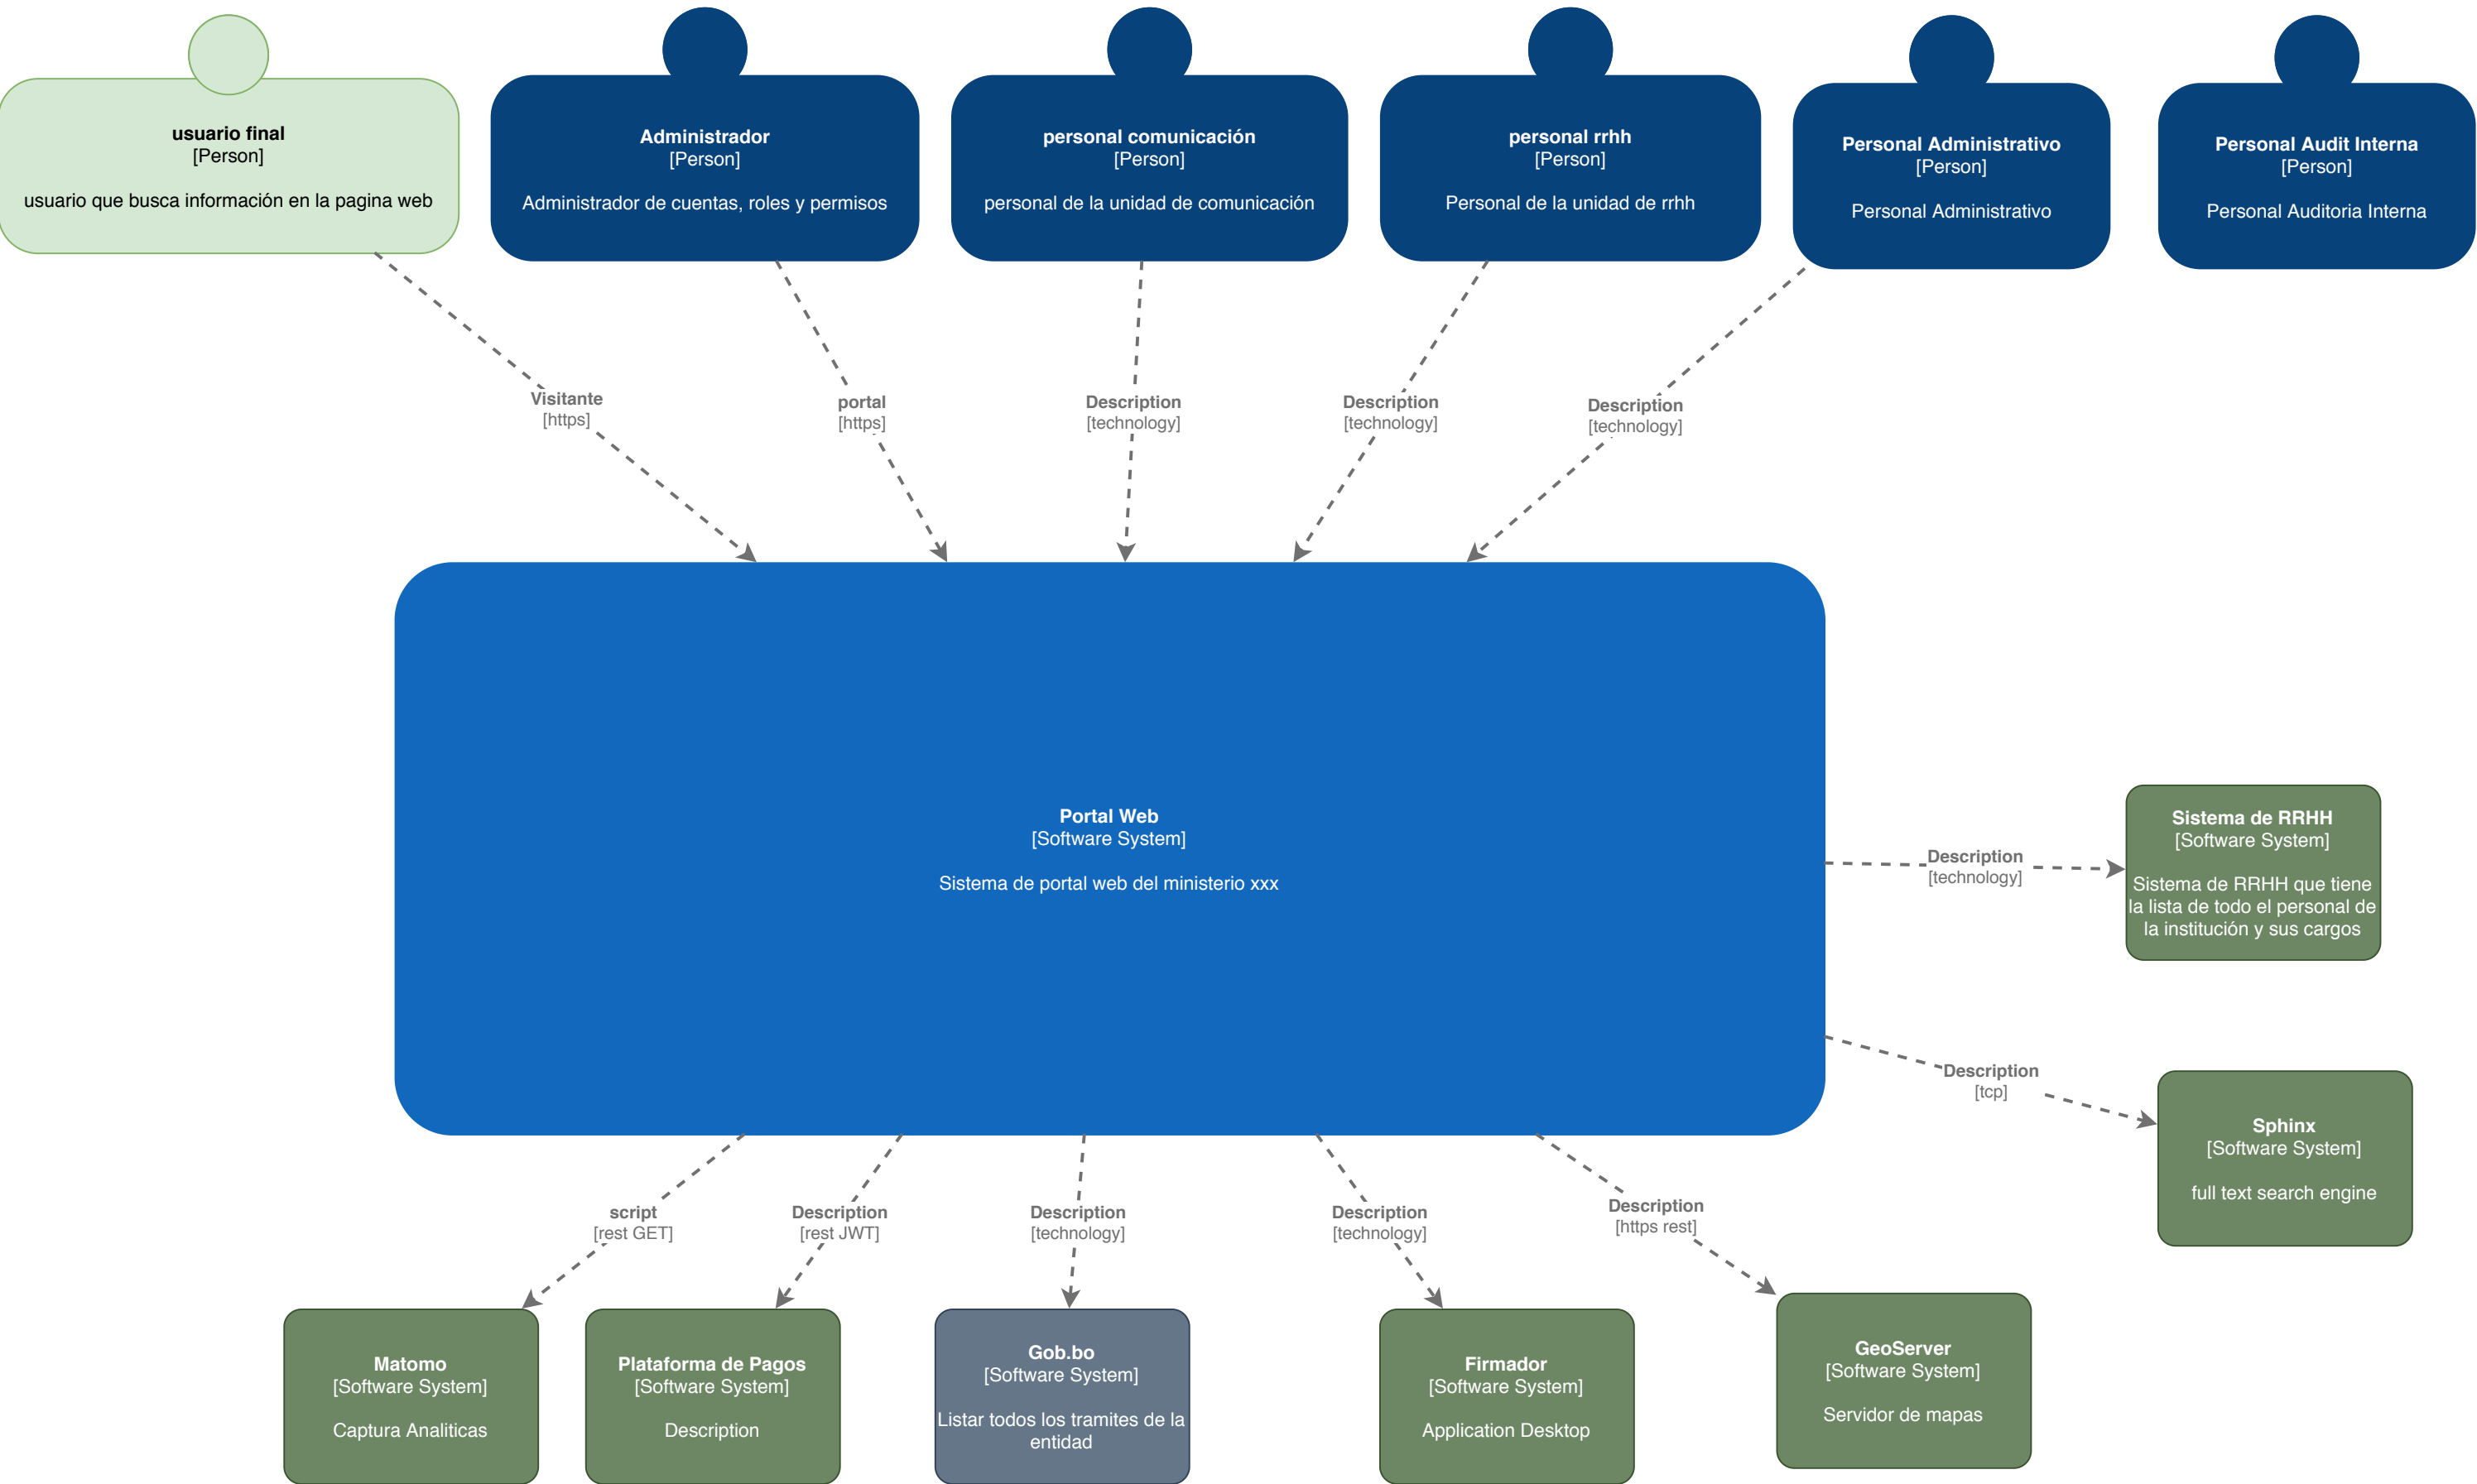 usuario final
[Person]
usuario que busca información en la pagina web
Administrador
[Person]
Administrador de cuentas, roles y permisos
personal comunicación
[Person]
personal de la unidad de comunicación
personal rrhh
[Person]
Personal de la unidad de rrhh
Personal Administrativo
[Person]
Personal Administrativo
Personal Audit Interna
[Person]
Personal Auditoria Interna
Visitante
[https]
portal
[https]
Description
[technology]
Description
[technology]
Description
[technology]
Portal Web
[Software System]
Sistema de portal web del ministerio xxx
Description
[technology]
Sistema de RRHH
[Software System]
Sistema de RRHH que tiene
la lista de todo el personal de
la institución y sus cargos
Description
[tcp]
Sphinx
[Software System]
full text search engine
script
[rest GET]
Description
[rest JWT]
Description
[technology]
Description
[technology]
Description
[https rest]
Matomo
[Software System]
Captura Analiticas
Plataforma de Pagos
[Software System]
Description
Gob.bo
[Software System]
Listar todos los tramites de la
entidad
Firmador
[Software System]
Application Desktop
GeoServer
[Software System]
Servidor de mapas